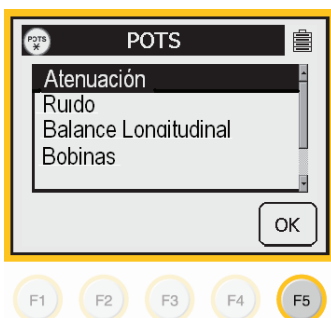 POTS
POTS
Atenuación
Ruido
Balance Longitudinal
Bobinas
OK
F1 F2 F3 F4 F5